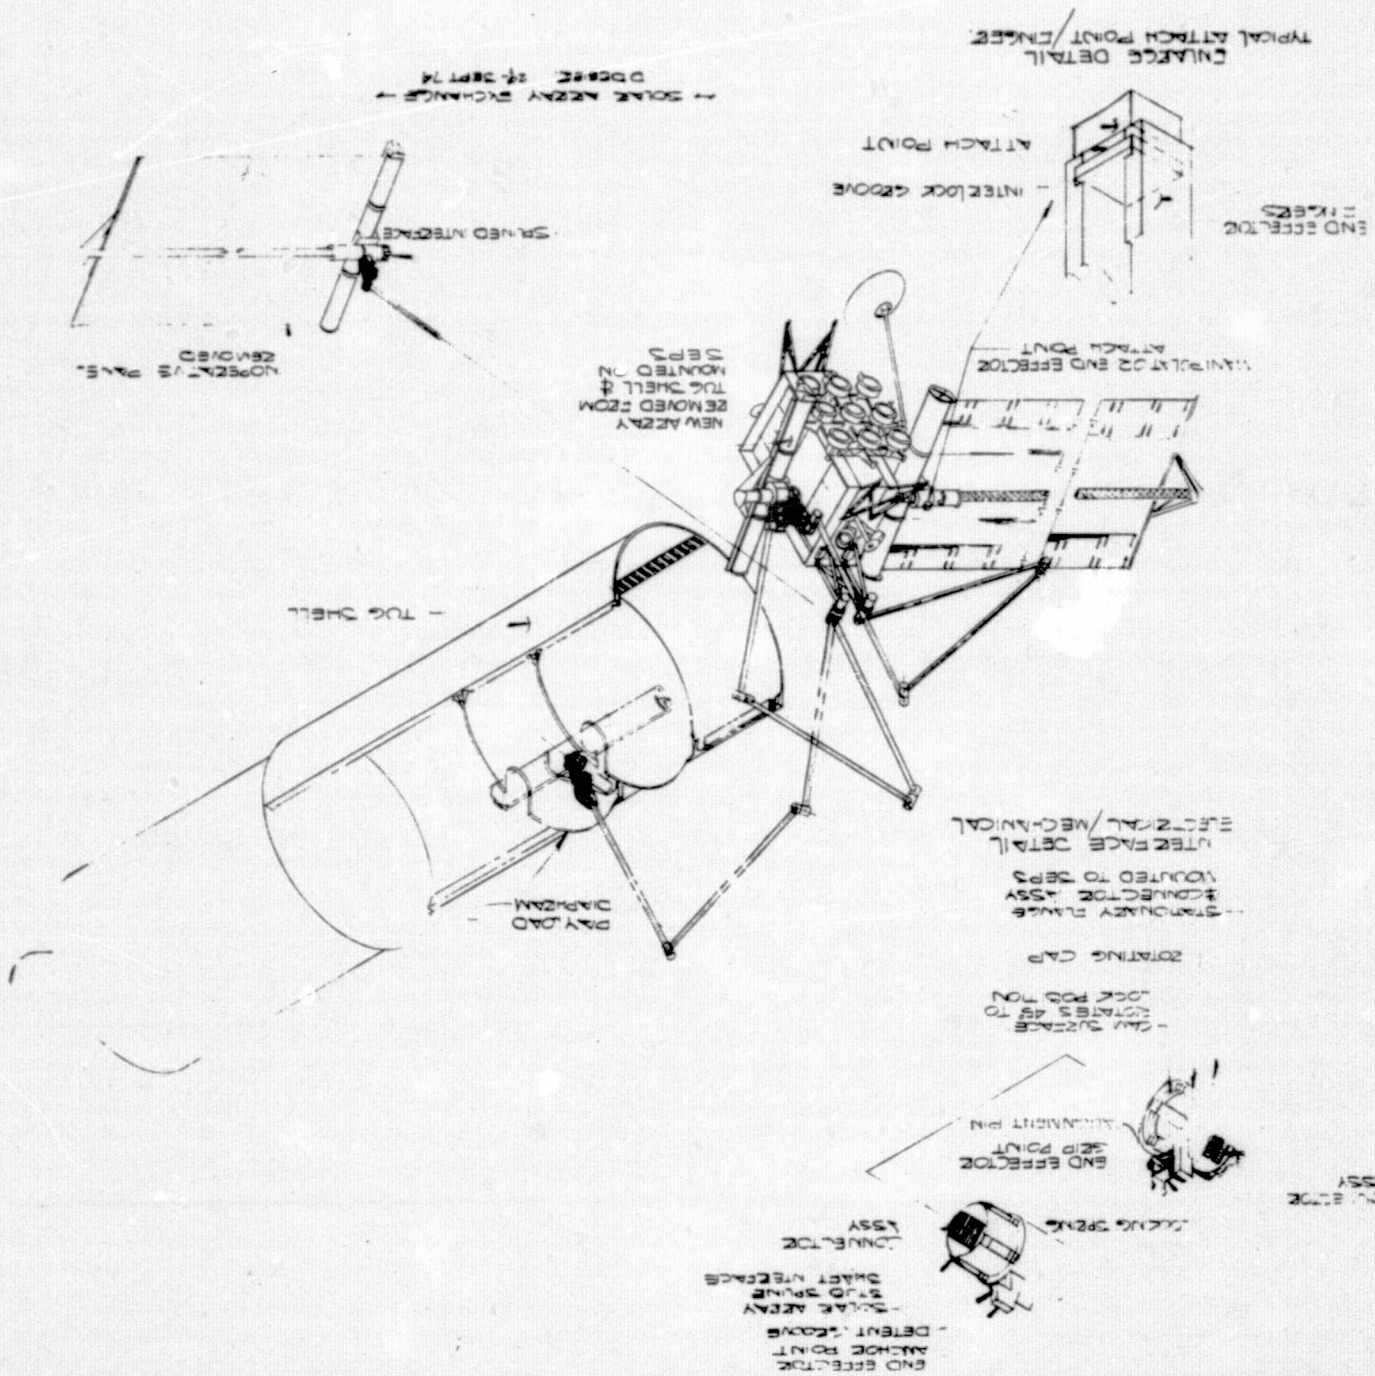 END EFFECTOR
ANCHOR POINT
DETENT GROOVE
SOLAR ARRAY
STUD SPLINE
SHAFT INTERFACE
CONNECTOR
ASSY
LOCKING SPRING
ASSY
END EFFECTOR
GRIP POINT
ALIGNMENT PIN
CAM SURFACE
ROTATES 45° TO
LOCK POSITION
ROTATING CAP
STATIONARY FLANGE
& CONNECTOR ASSY
MOUNTED TO SEPS
INTERFACE DETAIL
ELECTRICAL/MECHANICAL
PAYLOAD
DIAPHRAM
TUG SHELL
NEW ARRAY
REMOVED FROM
TUG SHELL &
MOUNTED ON
SEPS
MANIPULATOR END EFFECTOR
ATTACH POINT
INOPERATIVE PANEL
REMOVED
SPLINED INTERFACE
END EFFECTOR
FINGERS
INTERLOCK GROOVE
ATTACH POINT
SOLAR ARRAY EXCHANGE
SEPT 74
ENLARGE DETAIL
TYPICAL ATTACH POINT/FINGER